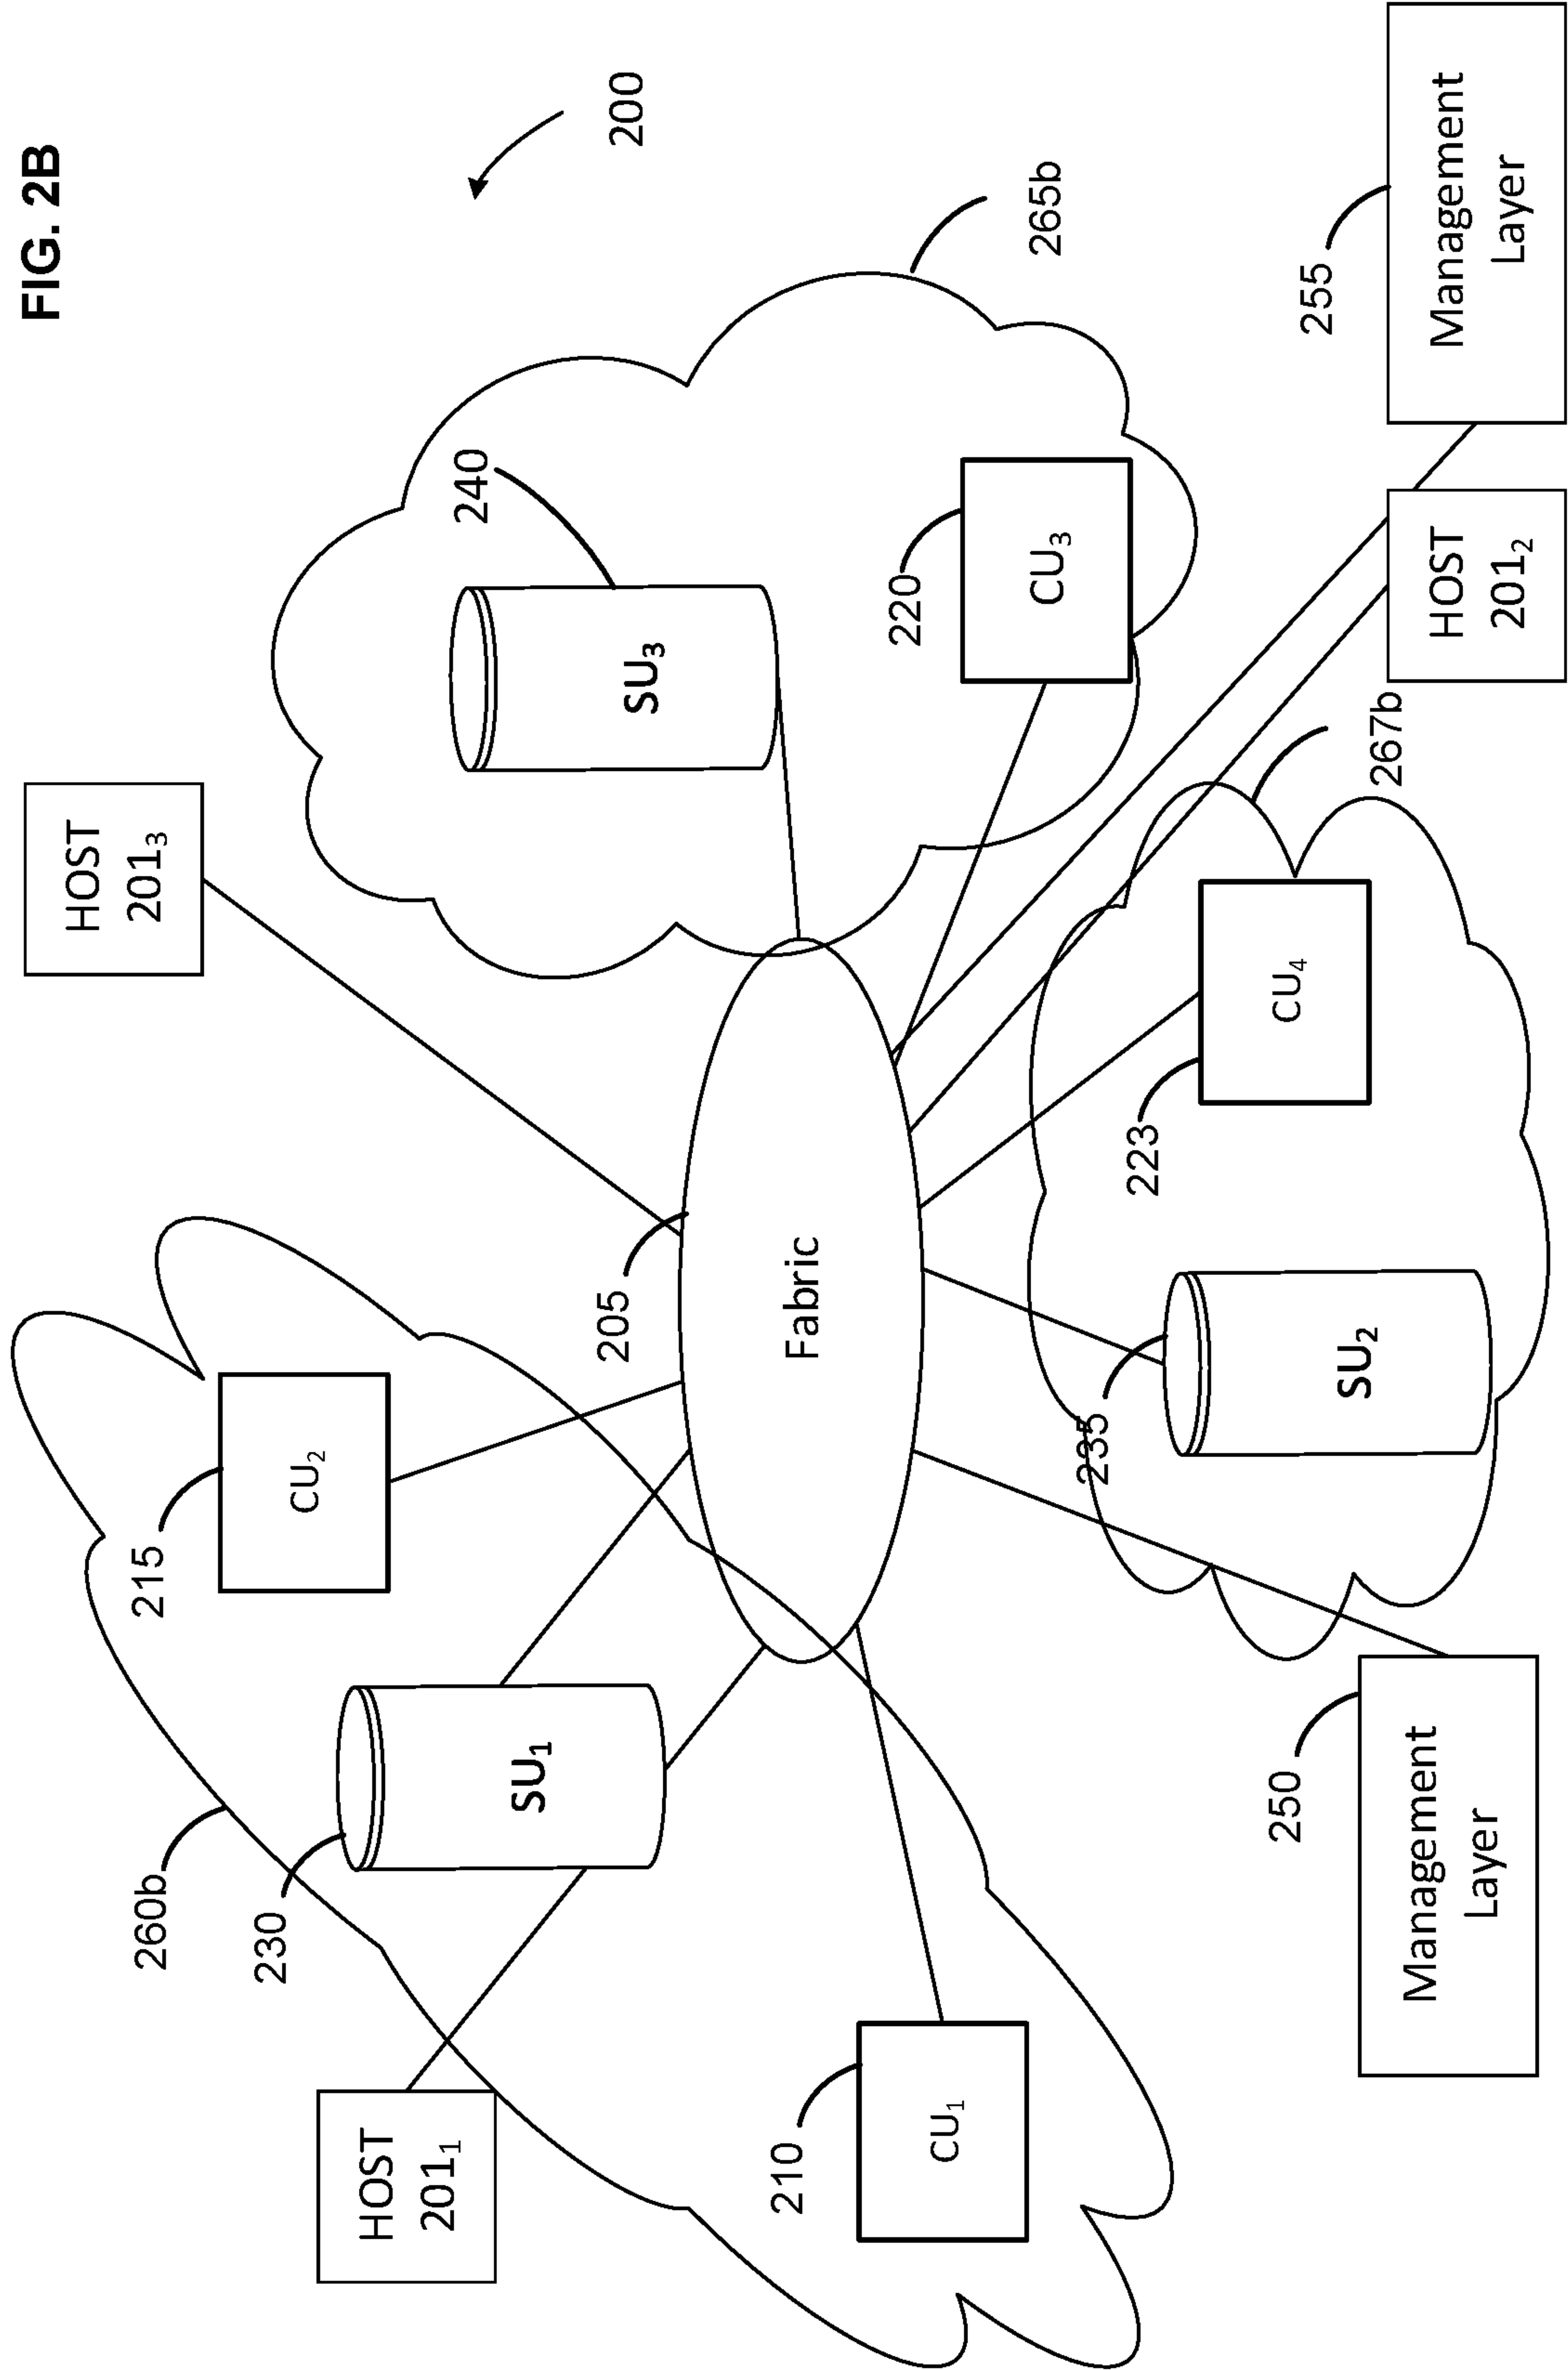 FIG. 2B
200
HOST
201₃
240
SU₃
265b
220
CU₃
215
CU₂
205
Fabric
260b
230
SU₁
HOST
201₁
210
CU₁
223
CU₄
267b
235
SU₂
HOST
201₂
255
Management
Layer
250
Management
Layer